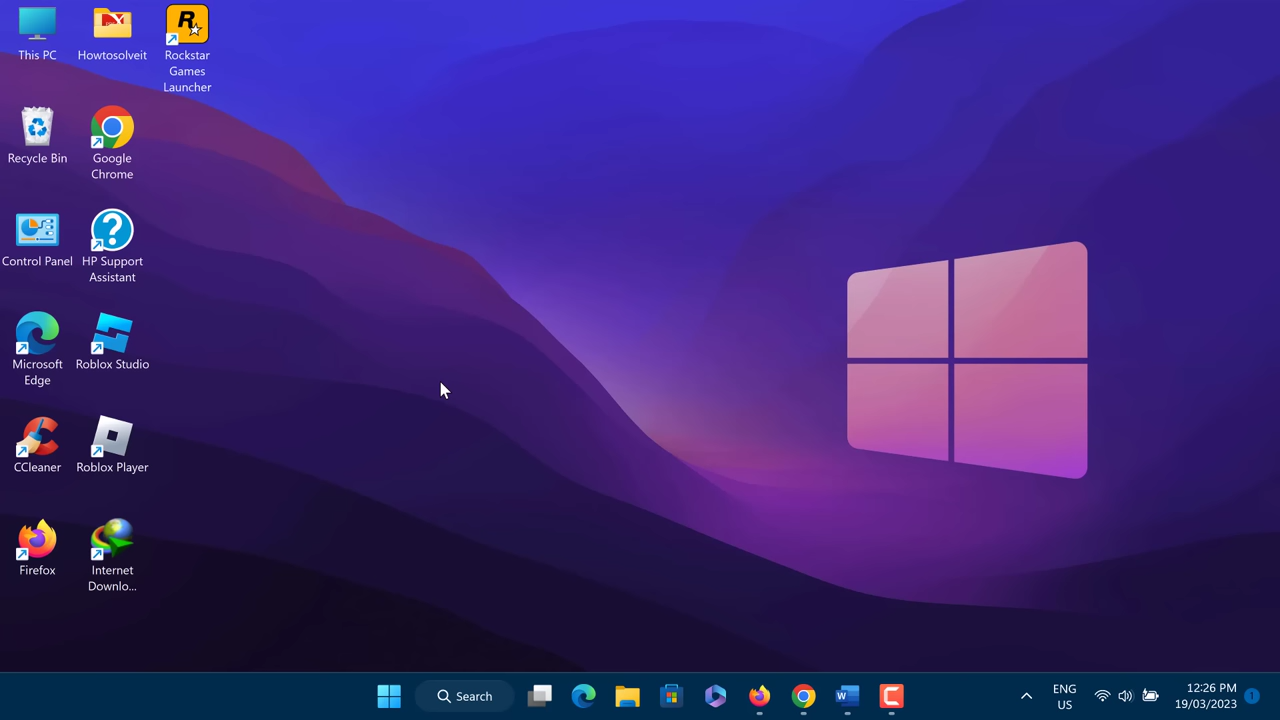 This PC
Howtosolveit
Rockstar
Games
Launcher
Recycle Bin
Google
Chrome
Control Panel
HP Support
Assistant
Microsoft
Edge
Roblox Studio
CCleaner
Roblox Player
Firefox
Internet
Downlo...
Search
ENG
US
12:26 PM
19/03/2023
1